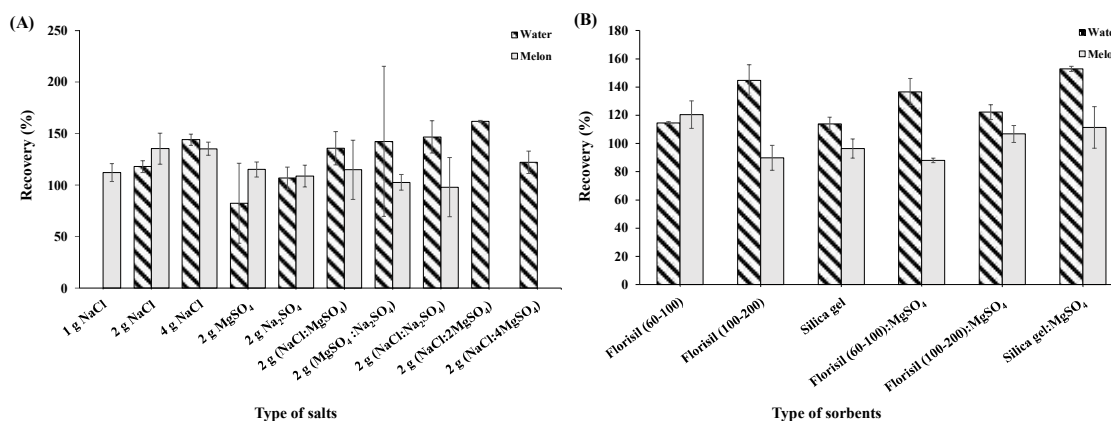 (A)
250
200
150
100
50
0
Recovery (%)
Water
Melon
1 g NaCl
2 g NaCl
4 g NaCl
2 g MgSO₄
2 g Na₂SO₄
2 g (NaCl:MgSO₄)
2 g (MgSO₄:Na₂SO₄)
2 g (NaCl:Na₂SO₄)
2 g (NaCl:2MgSO₄)
2 g (NaCl:4MgSO₄)
Type of salts
(B)
180
160
140
120
100
80
60
40
20
0
Recovery (%)
Wate
Melo
Florisil (60-100)
Florisil (100-200)
Silica gel
Florisil (60-100):MgSO₄
Florisil (100-200):MgSO₄
Silica gel:MgSO₄
Type of sorbents